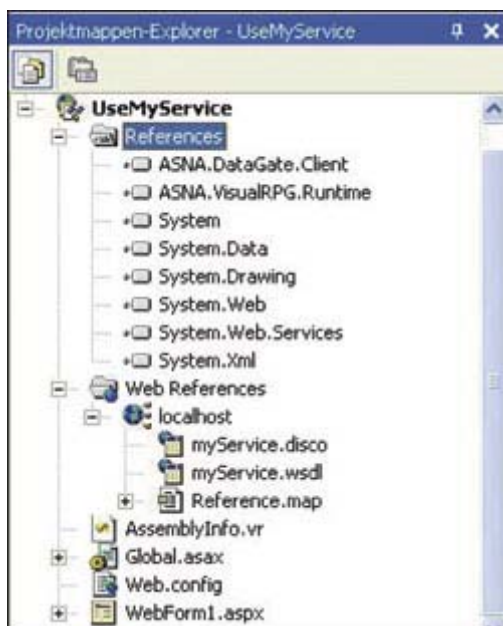 Projektmappen-Explorer - UseMyService
UseMyService
References
ASNA.DataGate.Client
ASNA.VisualRPG.Runtime
System
System.Data
System.Drawing
System.Web
System.Web.Services
System.Xml
Web References
localhost
myService.disco
myService.wsdl
Reference.map
AssemblyInfo.vr
Global.asax
Web.config
WebForm1.aspx